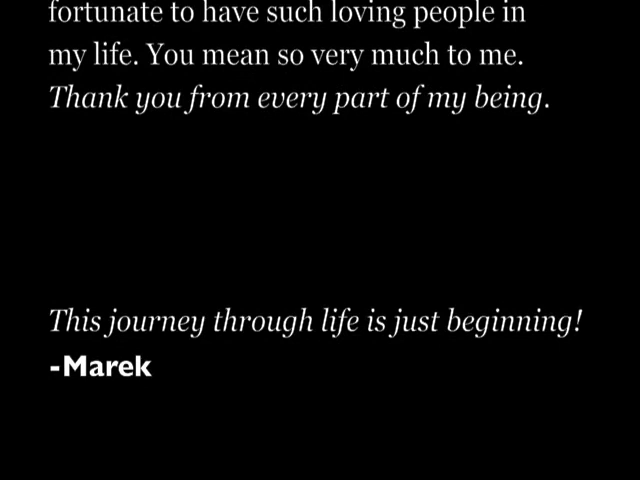 fortunate to have such loving people in
my life. You mean so very much to me.
Thank you from every part of my being.
This journey through life is just beginning!
-Marek